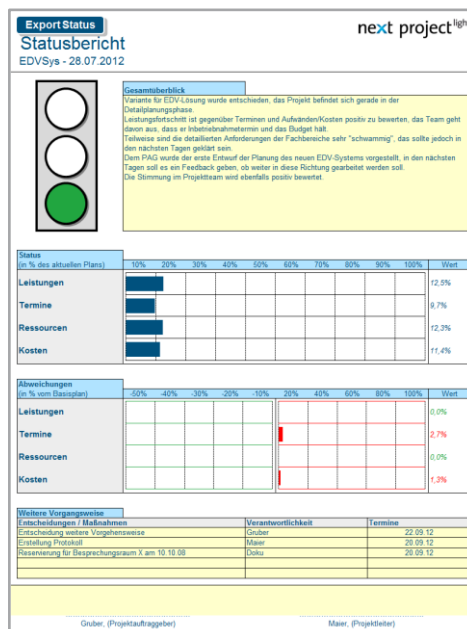 Export Status
next project light
Statusbericht
EDVSys - 28.07.2012
Gesamtüberblick
Variante für EDV-Lösung wurde entschieden, das Projekt befindet sich gerade in der
Detailplanungsphase.
Leistungsfortschritt ist gegenüber Terminen und Aufwänden/Kosten positiv zu bewerten, das Team geht
davon aus, dass er Inbetriebnahmetermin und das Budget hält.
Teilweise sind die detaillierten Anforderungen der Fachbereiche sehr "schwammig", das sollte jedoch in
den nächsten Tagen geklärt sein.
Dem PAG wurde der erste Entwurf der Planung des neuen EDV-Systems vorgestellt, in den nächsten
Tagen soll es ein Feedback geben, ob weiter in diese Richtung gearbeitet werden soll.
Die Stimmung im Projektteam wird ebenfalls positiv bewertet.
Status
(in % des aktuellen Plans) 10% 20% 30% 40% 50% 60% 70% 80% 90% 100% Wert
Leistungen 12,5%
Termine 9,7%
Ressourcen 12,3%
Kosten 11,4%
Abweichungen
(in % vom Basisplan) -50% -40% -30% -20% -10% 20% 40% 60% 80% 100% Wert
Leistungen 0,0%
Termine 2,7%
Ressourcen 0,0%
Kosten 1,3%
Weitere Vorgangsweise
Entscheidungen / Maßnahmen Verantwortlichkeit Termine
Entscheidung weitere Vorgehensweise Gruber 22.09.12
Erstellung Protokoll Maier 20.09.12
Reservierung für Besprechungsraum X am 10.10.08 Doku 20.09.12
Gruber, (Projektauftraggeber) Maier, (Projektleiter)